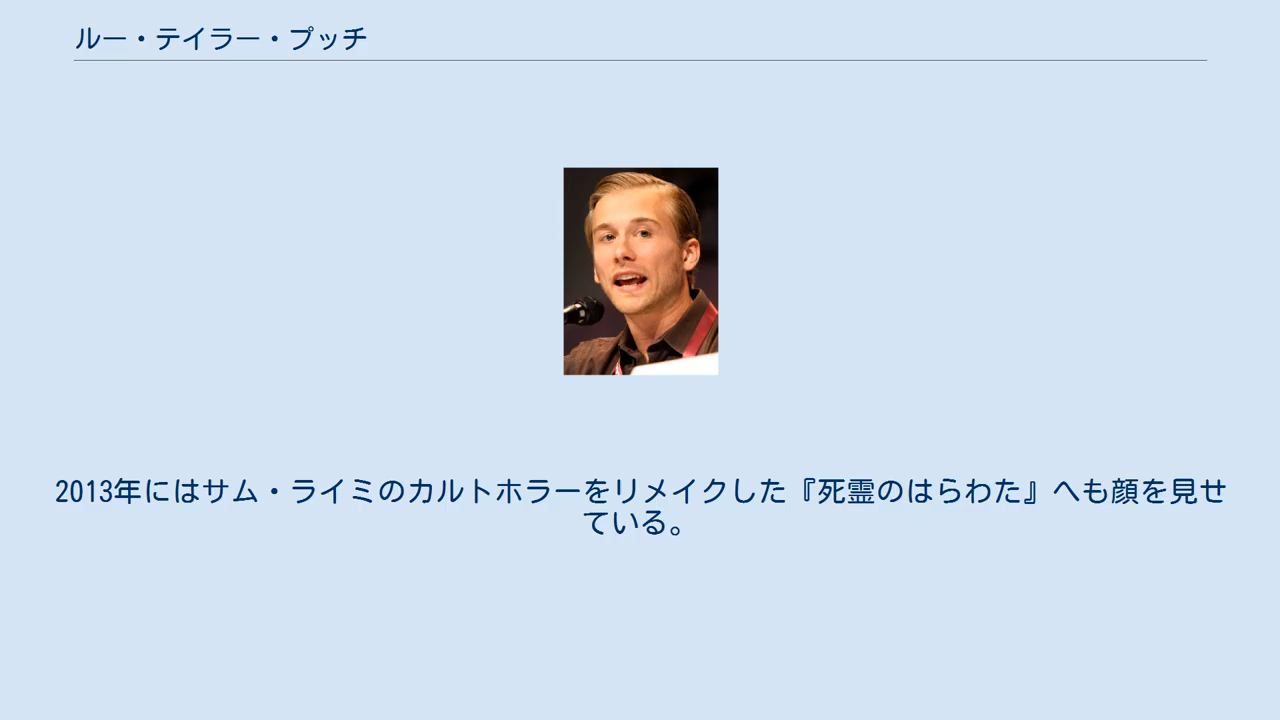 ルー・テイラー・プッチ
2013年にはサム・ライミのカルトホラーをリメイクした『死霊のはらわた』へも顔を見せ
ている。